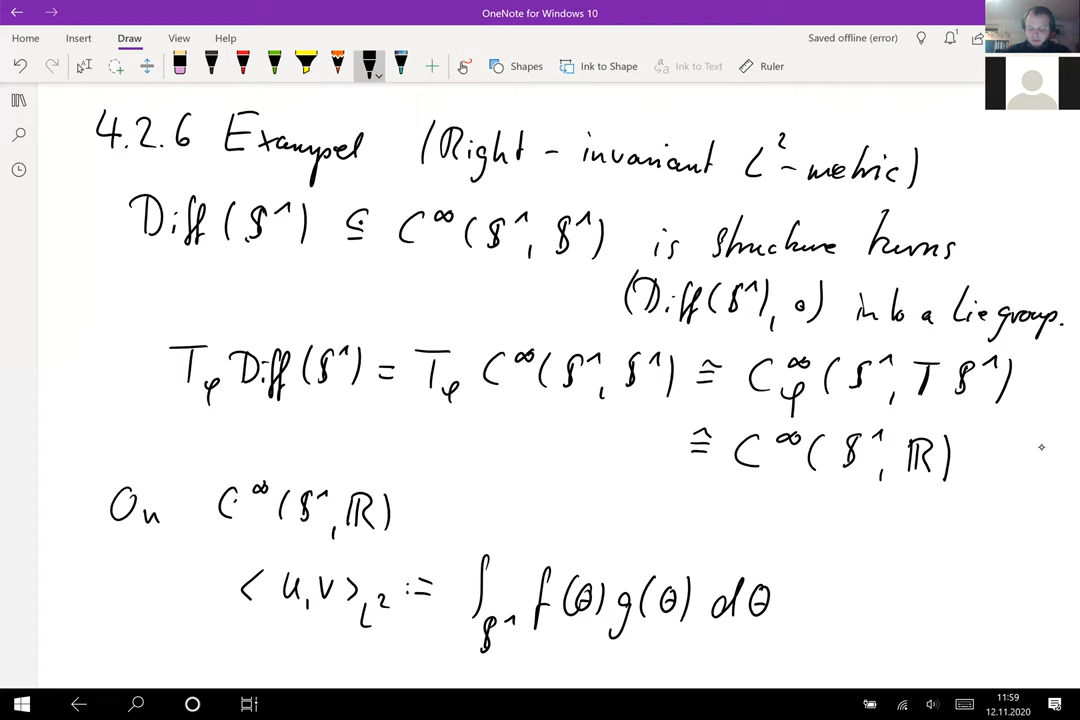 OneNote for Windows 10
Home Insert Draw View Help Saved offline (error)
Shapes Ink to Shape Ink to Text Ruler
4.2.6 Exampel (Right-invariant L²-metric)
Diff(𝕊¹) ⊆ C^∞(𝕊¹, 𝕊¹) is structure turns
(Diff(𝕊¹), ∘) into a Lie group.
T_φ Diff(𝕊¹) = T_φ C^∞(𝕊¹, 𝕊¹) ≅ C^∞_φ(𝕊¹, T𝕊¹)
≅ C^∞(𝕊¹, ℝ)
On C^∞(𝕊¹, ℝ)
<u,v>_{L²} := ∫_{𝕊¹} f(θ)g(θ) dθ
11:59
12.11.2020